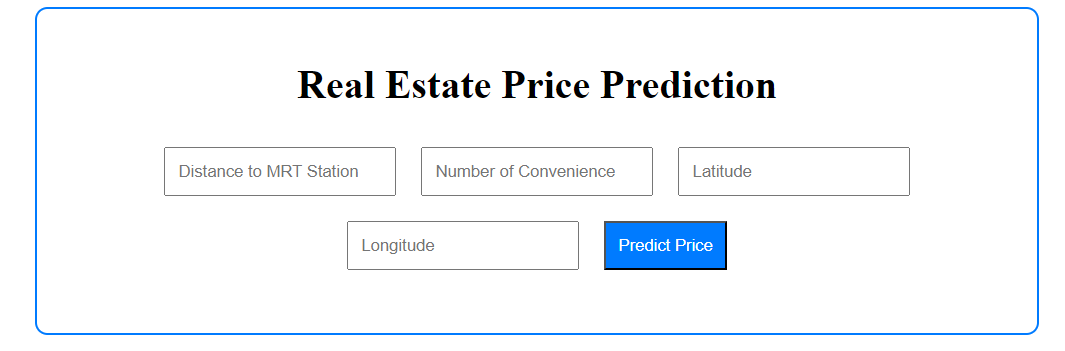 Real Estate Price Prediction
Distance to MRT Station Number of Convenience Latitude
Longitude Predict Price